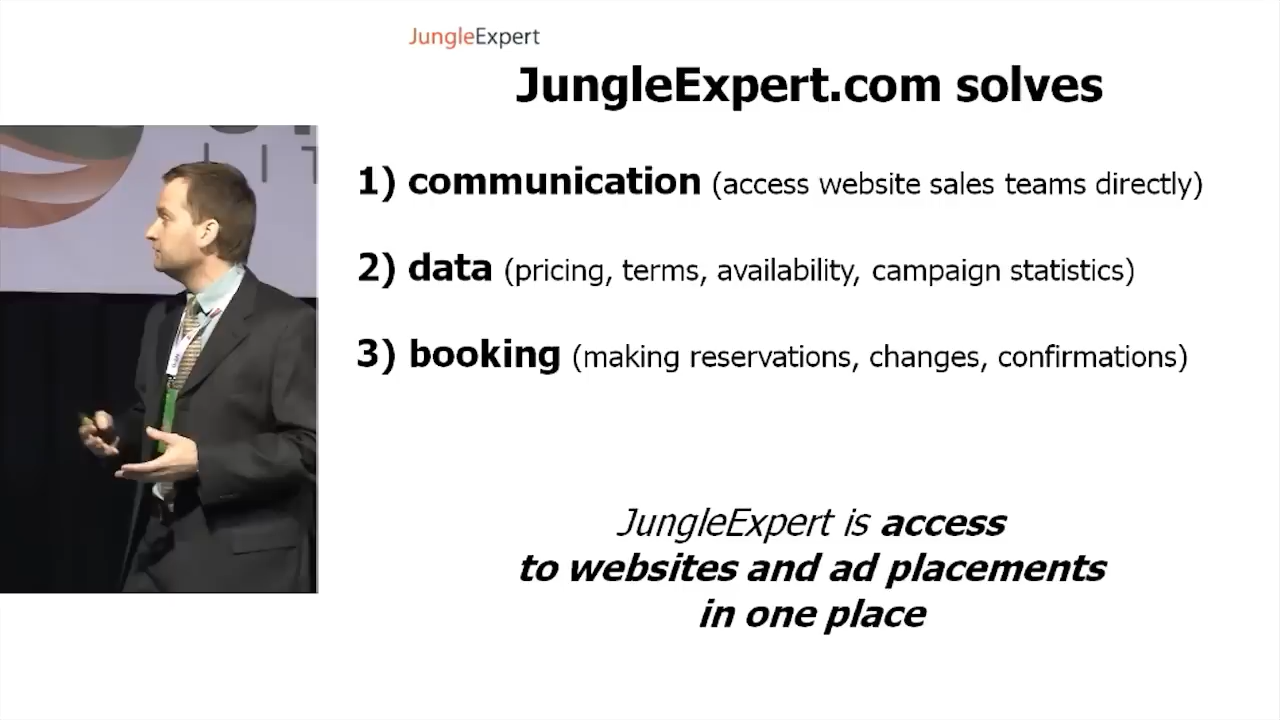 JungleExpert
JungleExpert.com solves
1) communication (access website sales teams directly)
2) data (pricing, terms, availability, campaign statistics)
3) booking (making reservations, changes, confirmations)
JungleExpert is access
to websites and ad placements
in one place
LIT